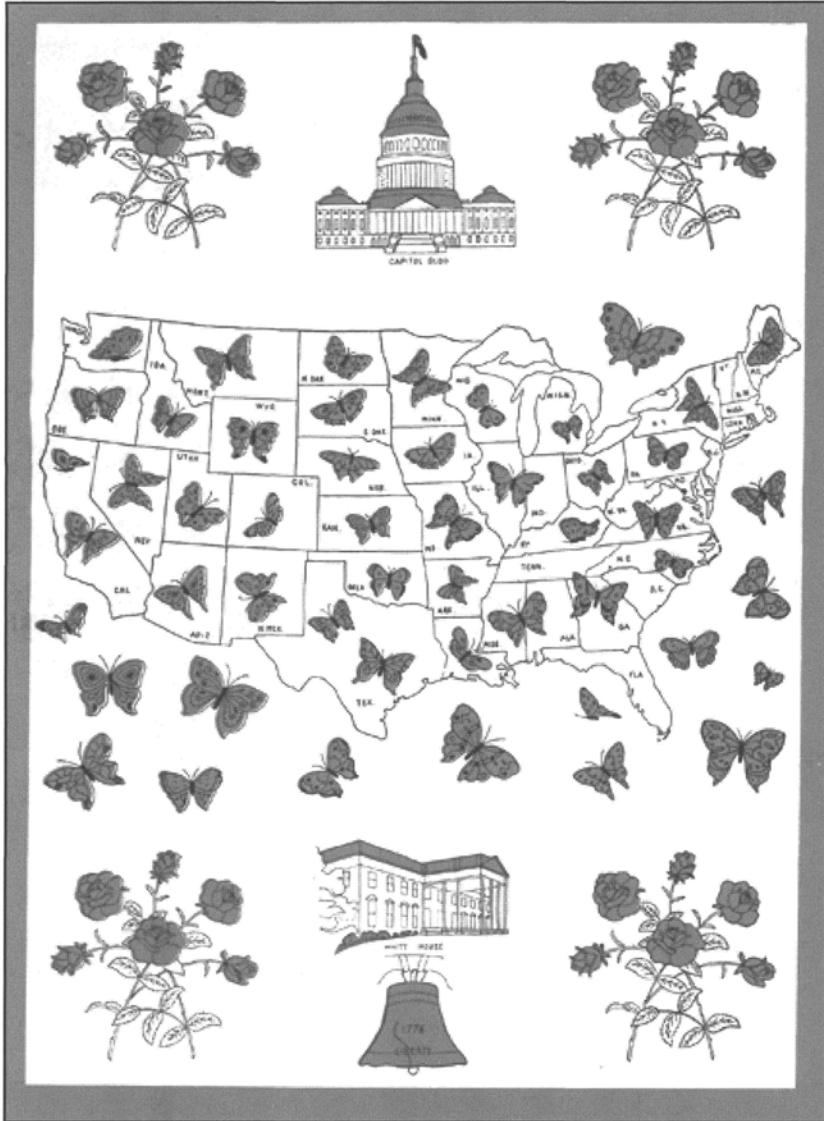 CAPITOL BLDG
WASH.
IDA.
MONT.
N. DAK.
MINN
WIS
MICH.
VT
ME.
N.H.
MASS
CONN
N.Y.
ORE.
WYO.
S. DAK.
IA.
PA.
N.J.
UTAH
COL.
NEB.
ILL.
IND.
OHIO
MD.
W. VA.
VA.
NEV.
CAL
KAN.
MO
KY
TENN.
N.C
S.C.
ARIZ
N. MEX.
OKLA
ARK.
MISS.
ALA
GA.
TEX.
FLA
WHITE HOUSE
1776
LIBERTY